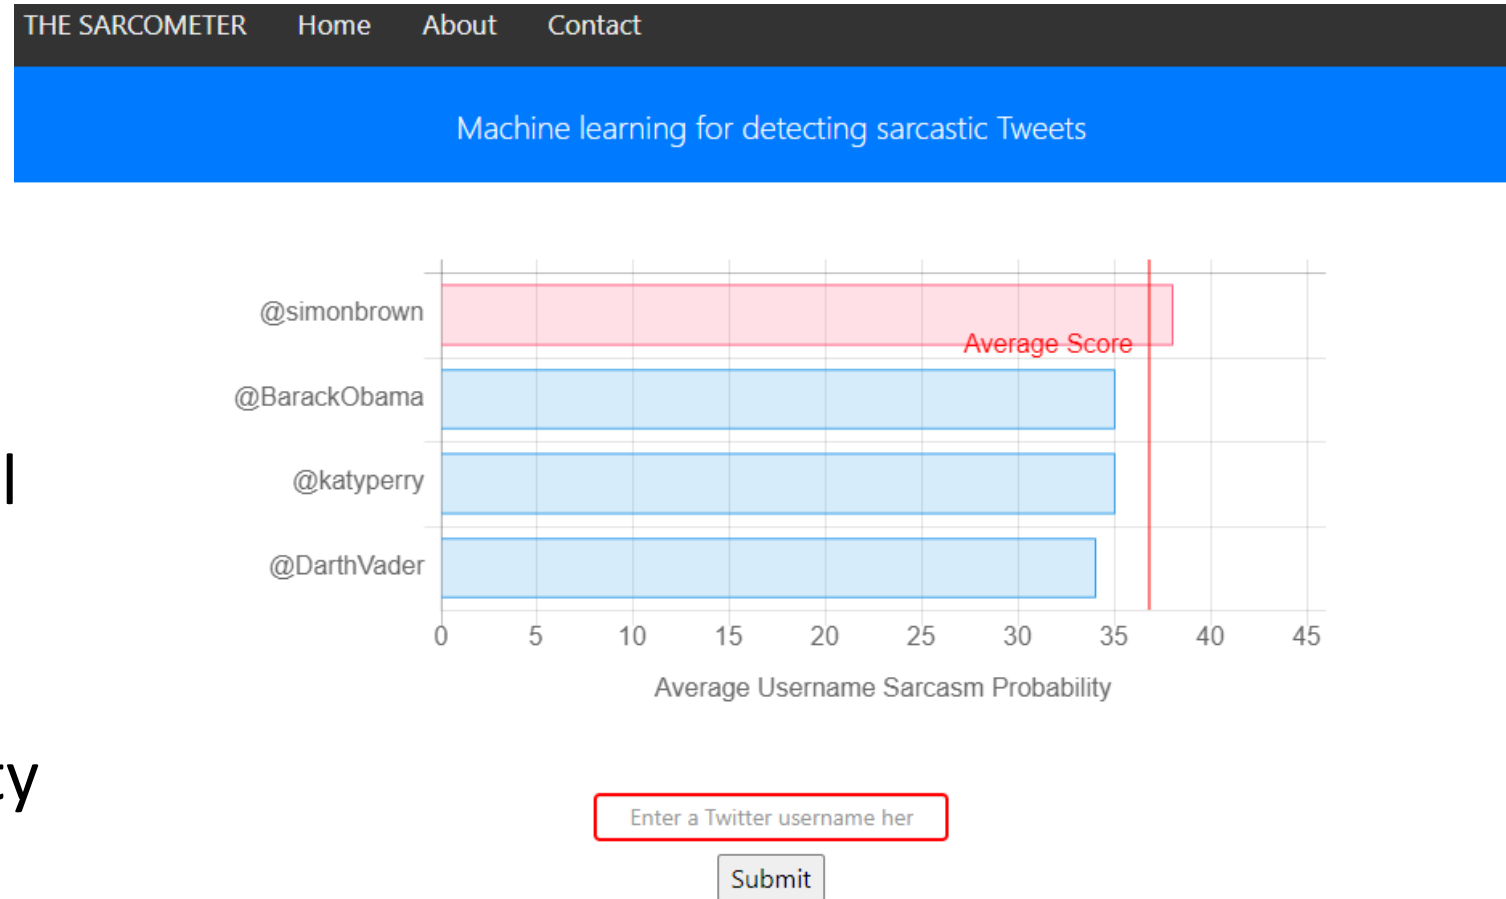 THE SARCOMETER Home About Contact
Machine learning for detecting sarcastic Tweets
@simonbrown
Average Score
@BarackObama
l
@katyperry
@DarthVader
0 5 10 15 20 25 30 35 40 45
Average Username Sarcasm Probability
ty
Enter a Twitter username her
Submit